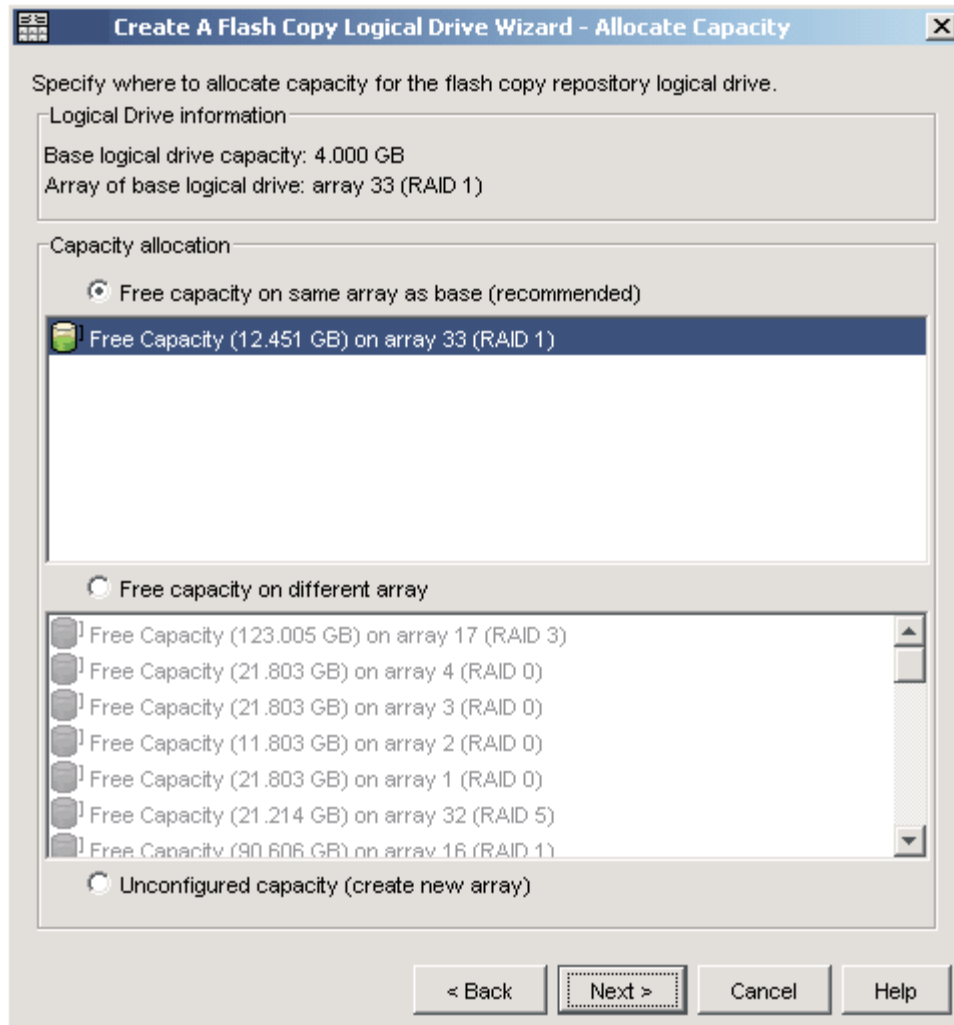 Create A Flash Copy Logical Drive Wizard - Allocate Capacity
Specify where to allocate capacity for the flash copy repository logical drive.
Logical Drive information
Base logical drive capacity: 4.000 GB
Array of base logical drive: array 33 (RAID 1)
Capacity allocation
Free capacity on same array as base (recommended)
Free Capacity (12.451 GB) on array 33 (RAID 1)
Free capacity on different array
Free Capacity (123.005 GB) on array 17 (RAID 3)
Free Capacity (21.803 GB) on array 4 (RAID 0)
Free Capacity (21.803 GB) on array 3 (RAID 0)
Free Capacity (11.803 GB) on array 2 (RAID 0)
Free Capacity (21.803 GB) on array 1 (RAID 0)
Free Capacity (21.214 GB) on array 32 (RAID 5)
Free Capacity (90.606 GB) on array 16 (RAID 1)
Unconfigured capacity (create new array)
< Back
Next >
Cancel
Help